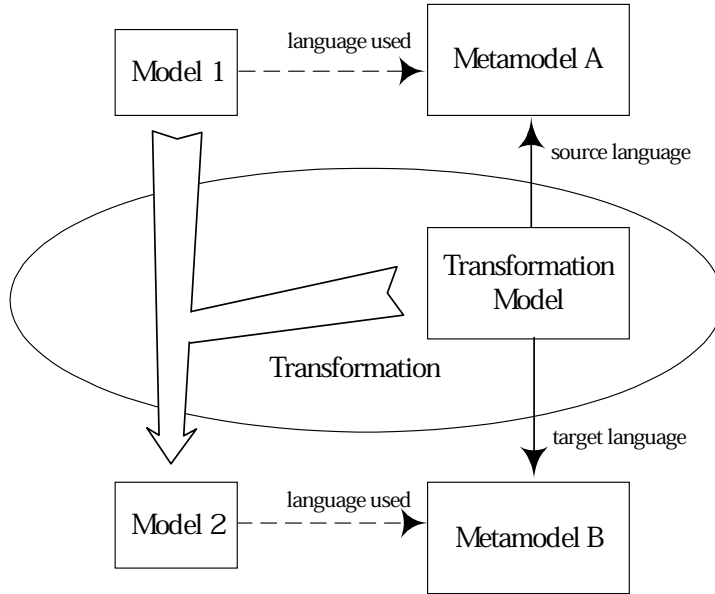 language used
Model 1
Metamodel A
source language
Transformation
Model
Transformation
target language
language used
Model 2
Metamodel B